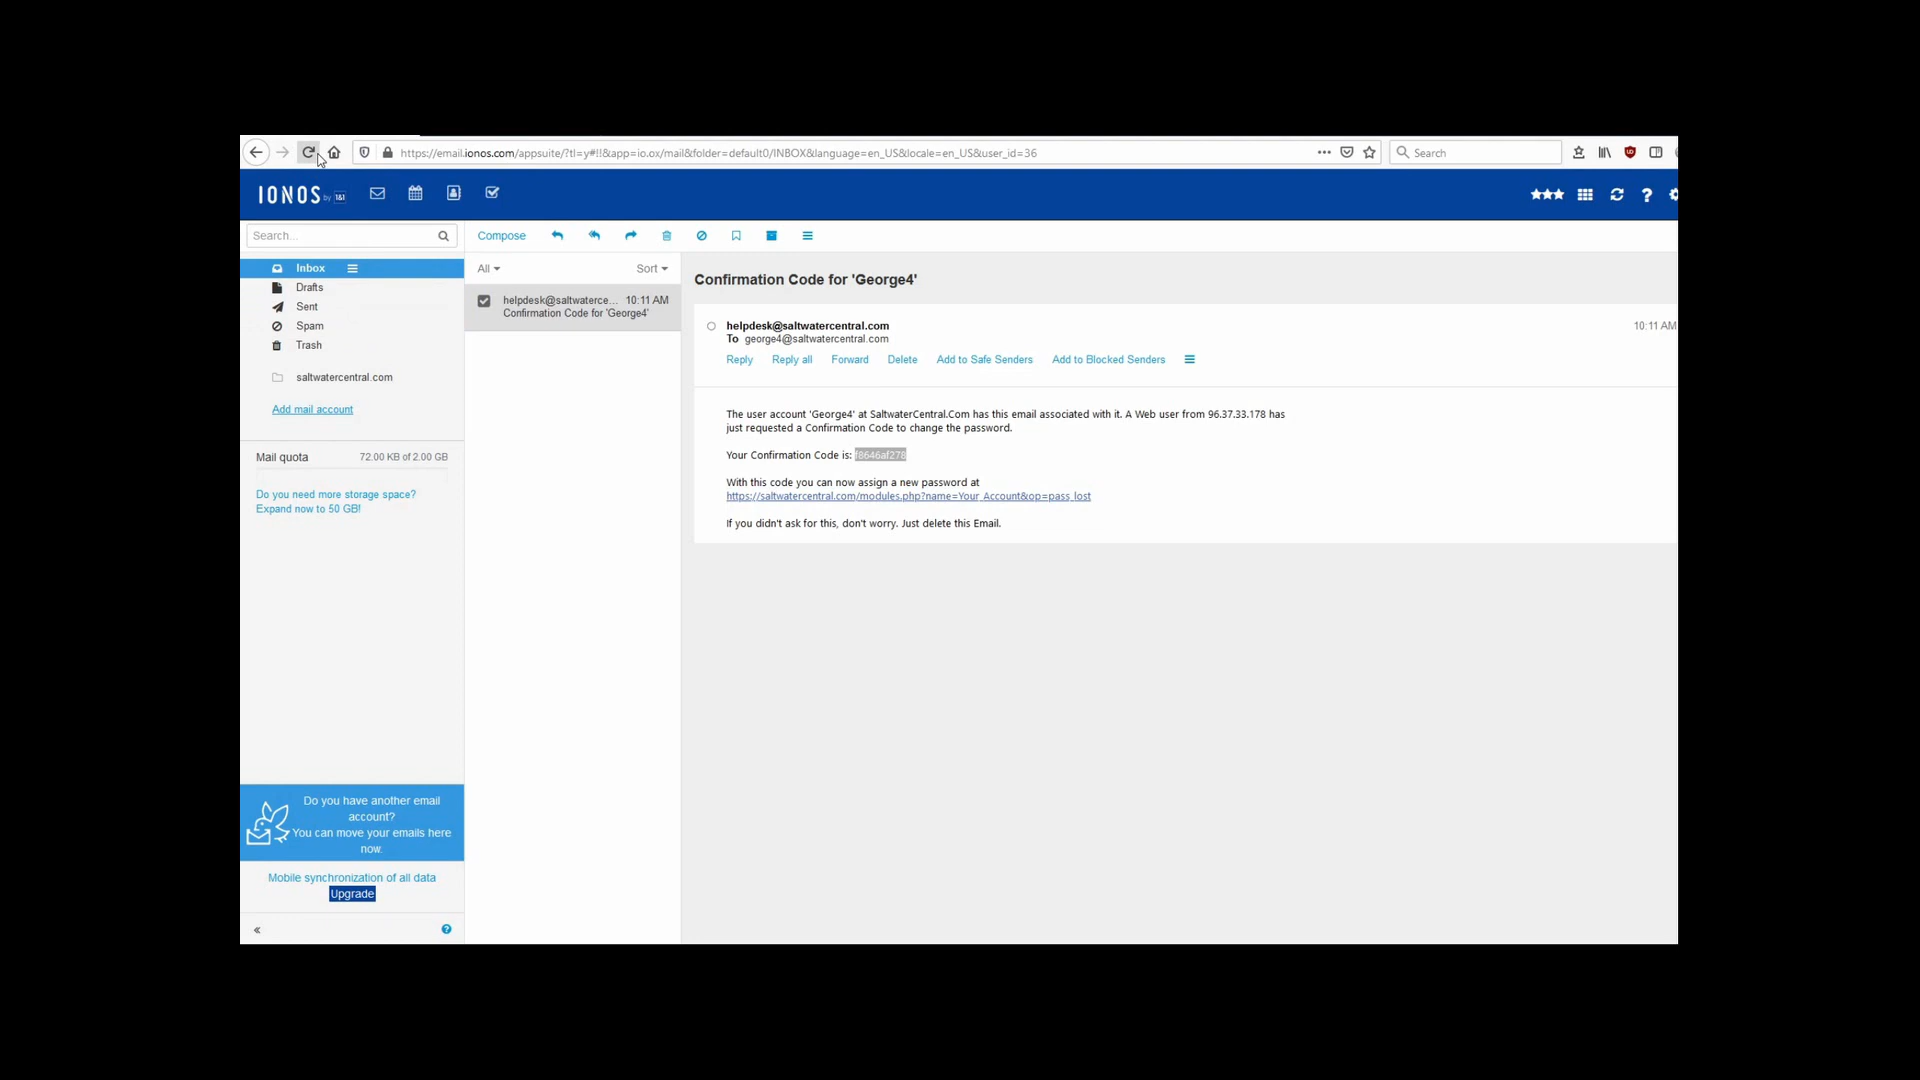 https://email.ionos.com/appsuite/?tl=y#!!&app=io.ox/mail&folder=default0/INBOX&language=en_US&locale=en_US&user_id=36
Search
IONOS by 1&1
Search...
Compose
Inbox
All
Sort
Drafts
Sent
Spam
Trash
saltwatercentral.com
Add mail account
Mail quota
72.00 KB of 2.00 GB
Do you need more storage space?
Expand now to 50 GB!
Do you have another email
account?
You can move your emails here
now.
Mobile synchronization of all data
Upgrade
helpdesk@saltwaterce... 10:11 AM
Confirmation Code for 'George4'
Confirmation Code for 'George4'
helpdesk@saltwatercentral.com
10:11 AM
To george4@saltwatercentral.com
Reply Reply all Forward Delete Add to Safe Senders Add to Blocked Senders
The user account 'George4' at SaltwaterCentral.Com has this email associated with it. A Web user from 96.37.33.178 has
just requested a Confirmation Code to change the password.
Your Confirmation Code is: f8646af278
With this code you can now assign a new password at
https://saltwatercentral.com/modules.php?name=Your_Account&op=pass_lost
If you didn't ask for this, don't worry. Just delete this Email.